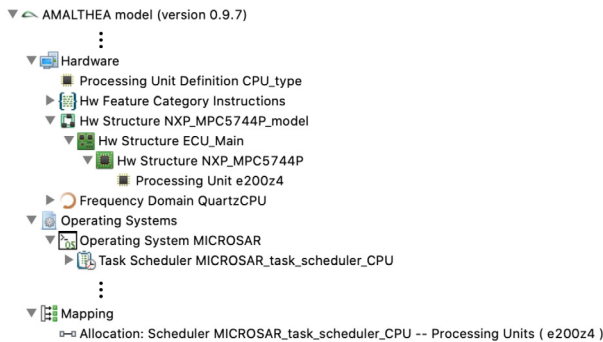 AMALTHEA model (version 0.9.7)
Hardware
Processing Unit Definition CPU_type
Hw Feature Category Instructions
Hw Structure NXP_MPC5744P_model
Hw Structure ECU_Main
Hw Structure NXP_MPC5744P
Processing Unit e200z4
Frequency Domain QuartzCPU
Operating Systems
Operating System MICROSAR
Task Scheduler MICROSAR_task_scheduler_CPU
Mapping
Allocation: Scheduler MICROSAR_task_scheduler_CPU -- Processing Units ( e200z4 )